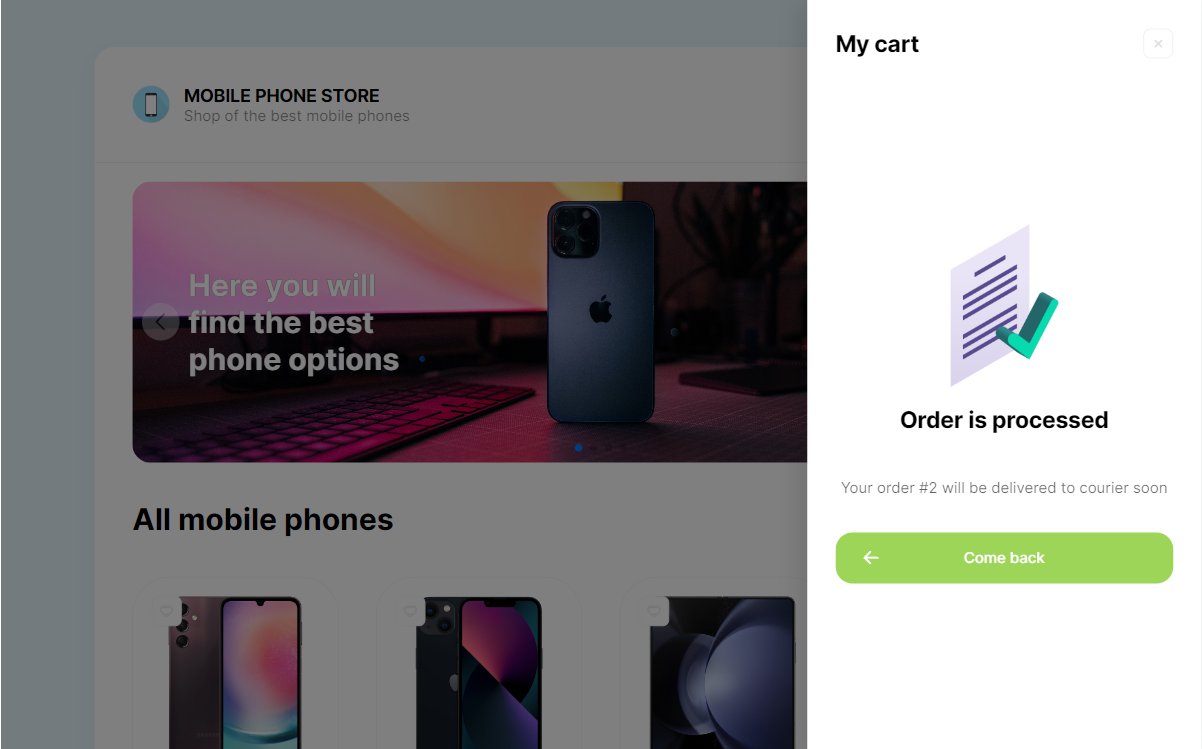 MOBILE PHONE STORE
Shop of the best mobile phones
Here you will
find the best
phone options
All mobile phones
My cart
Order is processed
Your order #2 will be delivered to courier soon
Come back